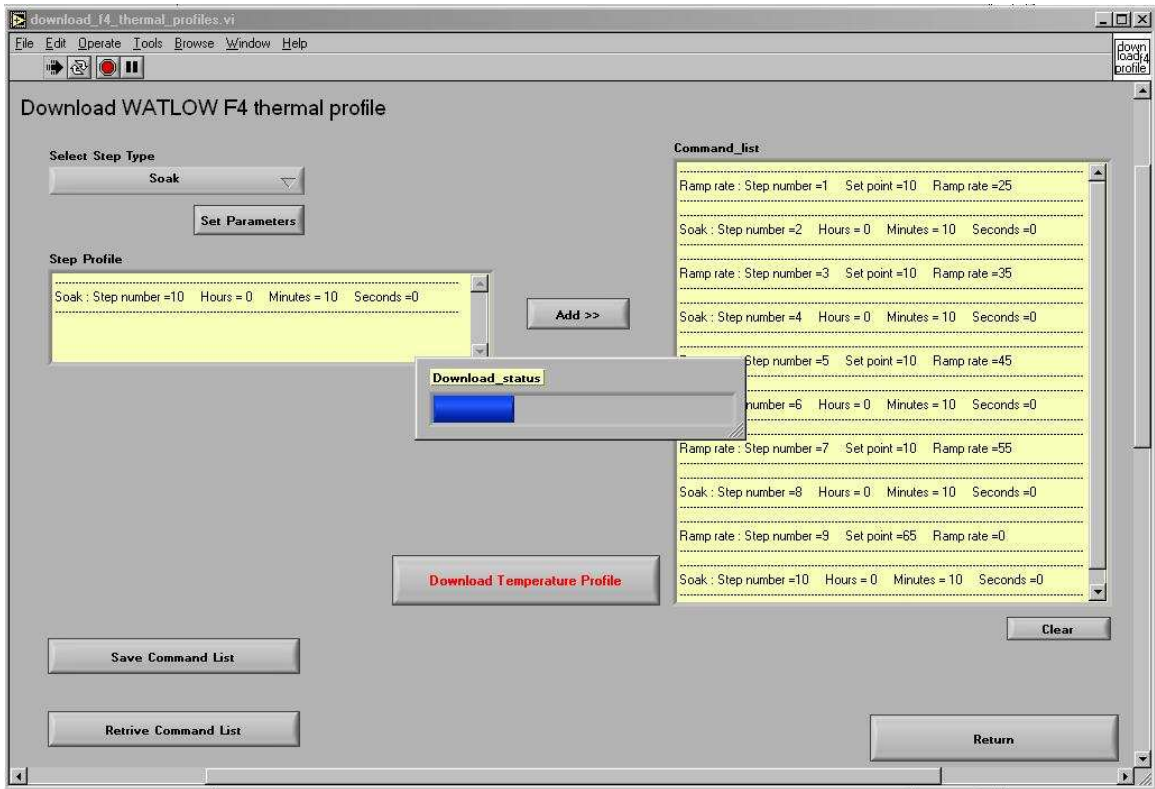 download_f4_thermal_profiles.vi
File Edit Operate Tools Browse Window Help
down
loadf4
profile
Download WATLOW F4 thermal profile
Select Step Type
Soak
Set Parameters
Step Profile
Soak : Step number =10 Hours = 0 Minutes = 10 Seconds =0
Add >>
Download_status
Command_list
Ramp rate : Step number =1 Set point =10 Ramp rate =25
Soak : Step number =2 Hours = 0 Minutes = 10 Seconds =0
Ramp rate : Step number =3 Set point =10 Ramp rate =35
Soak : Step number =4 Hours = 0 Minutes = 10 Seconds =0
Step number =5 Set point =10 Ramp rate =45
number =6 Hours = 0 Minutes = 10 Seconds =0
Ramp rate : Step number =7 Set point =10 Ramp rate =55
Soak : Step number =8 Hours = 0 Minutes = 10 Seconds =0
Ramp rate : Step number =9 Set point =65 Ramp rate =0
Soak : Step number =10 Hours = 0 Minutes = 10 Seconds =0
Clear
Download Temperature Profile
Save Command List
Retrive Command List
Return